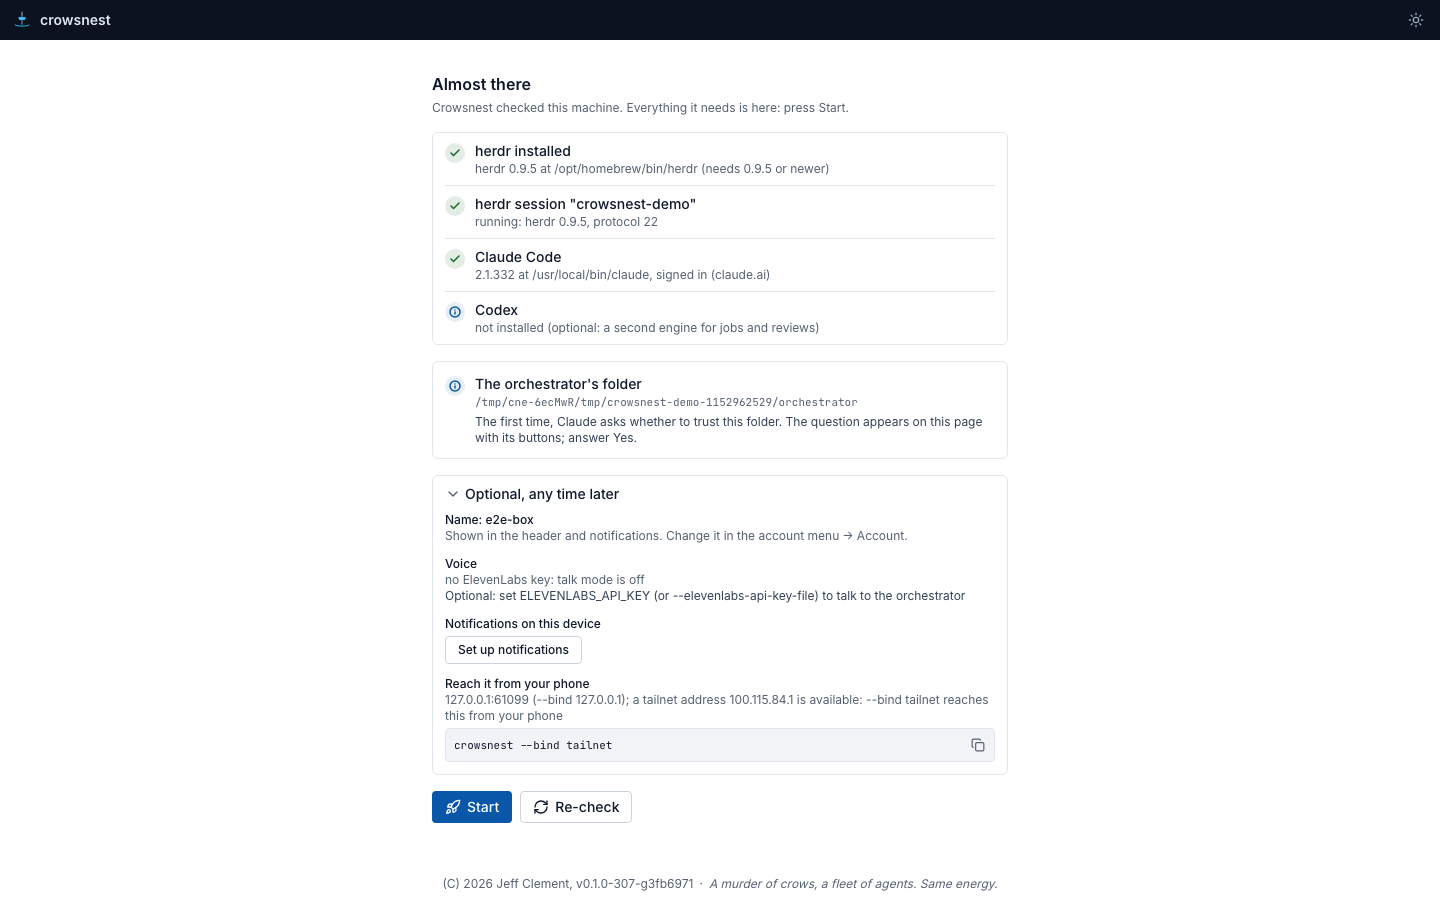 crowsnest
Almost there
Crowsnest checked this machine. Everything it needs is here: press Start.
herdr installed
herdr 0.9.5 at /opt/homebrew/bin/herdr (needs 0.9.5 or newer)
herdr session "crowsnest-demo"
running: herdr 0.9.5, protocol 22
Claude Code
2.1.332 at /usr/local/bin/claude, signed in (claude.ai)
Codex
not installed (optional: a second engine for jobs and reviews)
The orchestrator's folder
/tmp/cne-6ecMwR/tmp/crowsnest-demo-1152962529/orchestrator
The first time, Claude asks whether to trust this folder. The question appears on this page
with its buttons; answer Yes.
Optional, any time later
Name: e2e-box
Shown in the header and notifications. Change it in the account menu → Account.
Voice
no ElevenLabs key: talk mode is off
Optional: set ELEVENLABS_API_KEY (or --elevenlabs-api-key-file) to talk to the orchestrator
Notifications on this device
Set up notifications
Reach it from your phone
127.0.0.1:61099 (--bind 127.0.0.1); a tailnet address 100.115.84.1 is available: --bind tailnet reaches
this from your phone
crowsnest --bind tailnet
Start
Re-check
(C) 2026 Jeff Clement, v0.1.0-307-g3fb6971 · A murder of crows, a fleet of agents. Same energy.